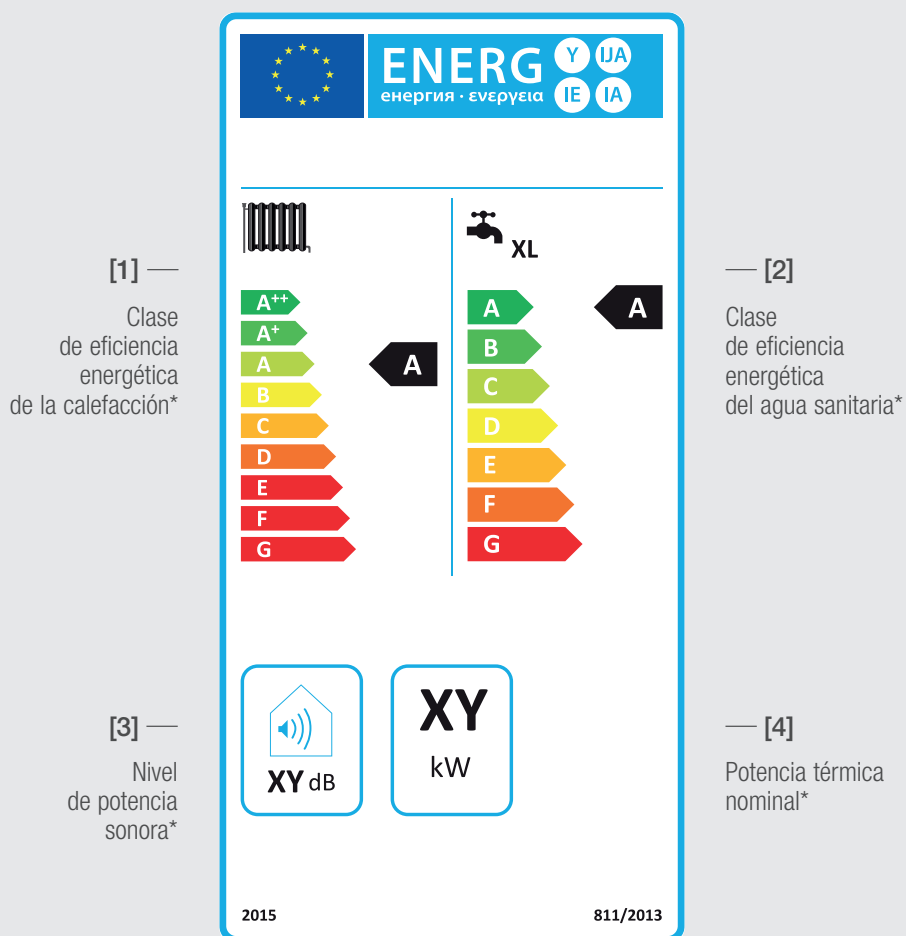 ENERG
енергия · ενεργεια
Y IJA
IE IA
XL
[1]
Clase
de eficiencia
energética
de la calefacción*
A++
A+
A
B
C
D
E
F
G
A
A
B
C
D
E
F
G
A
[2]
Clase
de eficiencia
energética
del agua sanitaria*
[3]
Nivel
de potencia
sonora*
XY dB
XY
kW
[4]
Potencia térmica
nominal*
2015
811/2013